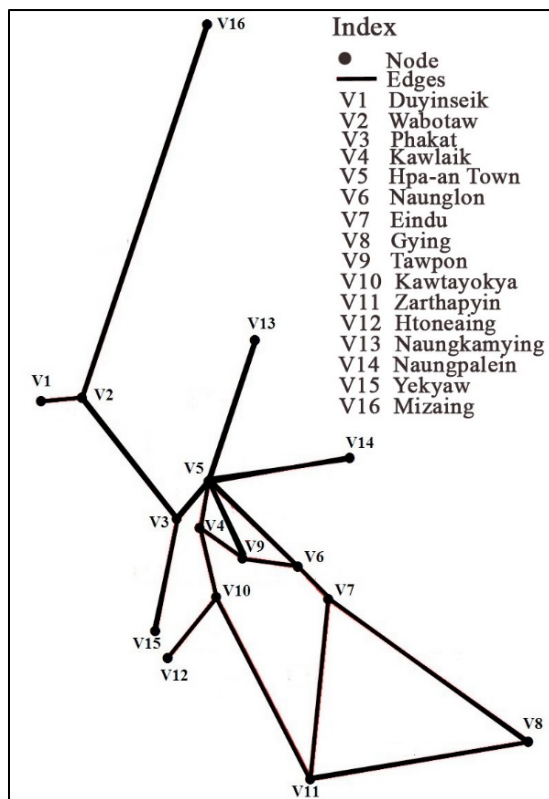 V16
Index
Node
Edges
V1 Duyinseik
V2 Wabotaw
V3 Phakat
V4 Kawlaik
V5 Hpa-an Town
V6 Naunglon
V7 Eindu
V8 Gying
V9 Tawpon
V10 Kawtayokya
V11 Zarthapyin
V12 Htoneaing
V13 Naungkamying
V14 Naungpalein
V15 Yekyaw
V16 Mizaing
V13
V1
V2
V14
V5
V3
V4
V9
V6
V10
V7
V15
V12
V8
V11